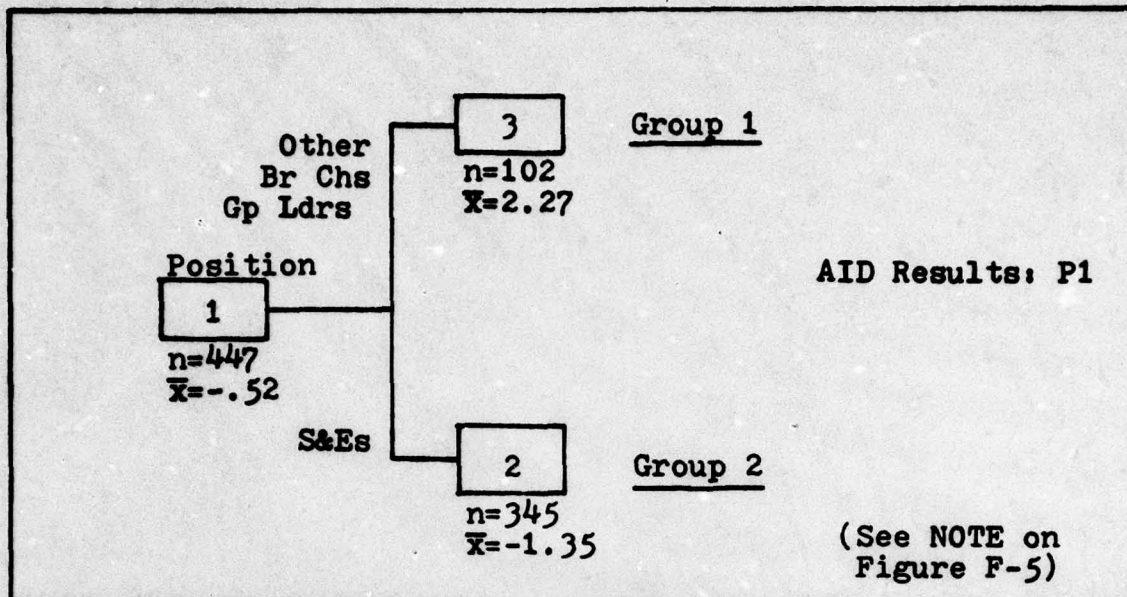 3
Group 1
Other
Br Chs
Gp Ldrs
n=102
x̄=2.27
Position
AID Results: P1
1
n=447
x̄=-.52
S&Es
2
Group 2
n=345
x̄=-1.35
(See NOTE on
Figure F-5)